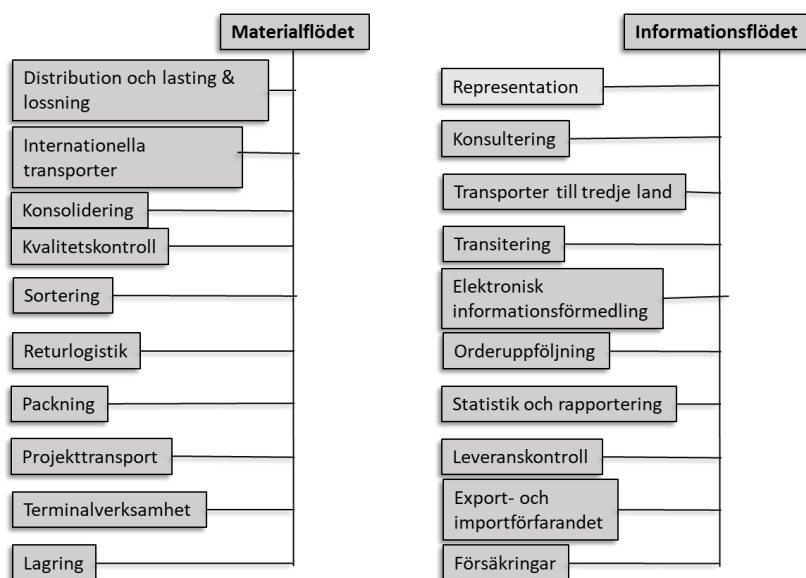 Materialflödet
Distribution och lasting &
lossning
Internationella
transporter
Konsolidering
Kvalitetskontroll
Sortering
Returlogistik
Packning
Projekttransport
Terminalverksamhet
Lagring
Informationsflödet
Representation
Konsultering
Transporter till tredje land
Transitering
Elektronisk
informationsförmedling
Orderuppföljning
Statistik och rapportering
Leveranskontroll
Export- och
importförfarandet
Försäkringar